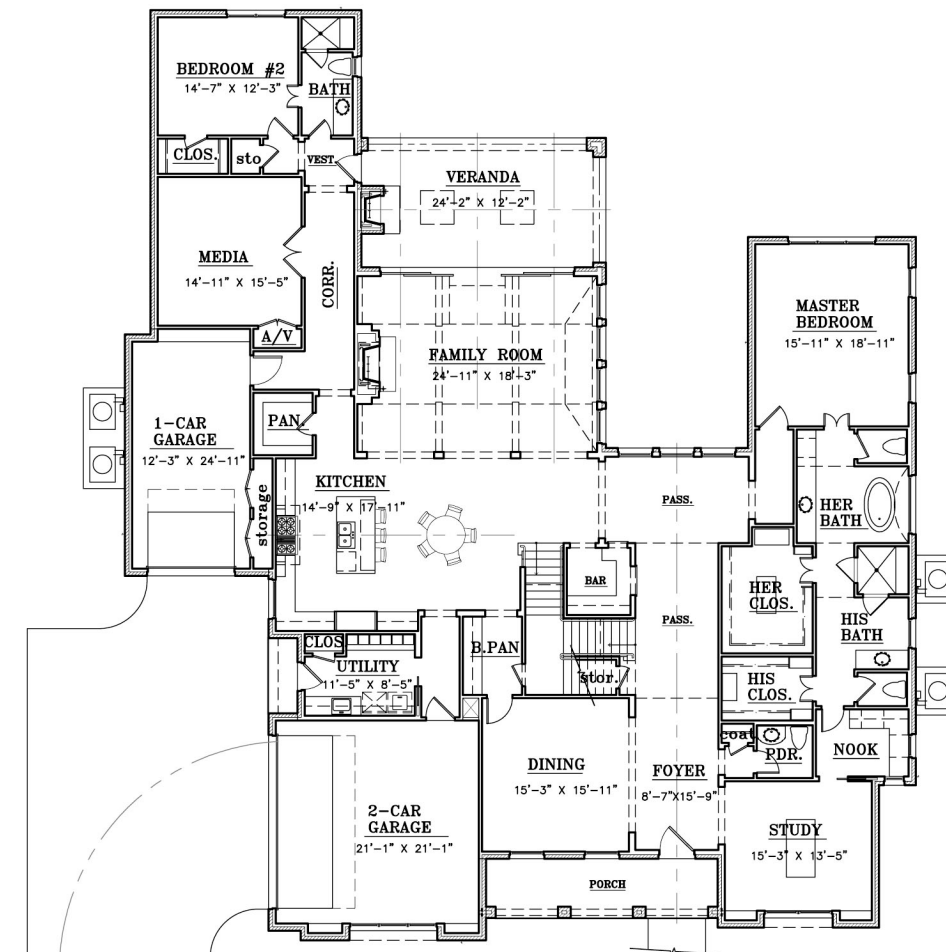 BEDROOM #2
14'-7" X 12'-3"
BATH
CLOS.
sto
VEST.
VERANDA
24'-2" X 12'-2"
MEDIA
14'-11" X 15'-5"
CORR.
A/V
FAMILY ROOM
24'-11" X 18'-3"
MASTER
BEDROOM
15'-11" X 18'-11"
1-CAR
GARAGE
12'-3" X 24'-11"
PAN.
storage
KITCHEN
14'-9" X 17'-11"
PASS.
HER
BATH
BAR
HER
CLOS.
PASS.
HIS
BATH
CLOS
UTILITY
11'-5" X 8'-5"
B.PAN
stor.
HIS
CLOS.
coat
PDR.
NOOK
DINING
15'-3" X 15'-11"
FOYER
8'-7"X15'-9"
2-CAR
GARAGE
21'-1" X 21'-1"
STUDY
15'-3" X 13'-5"
PORCH